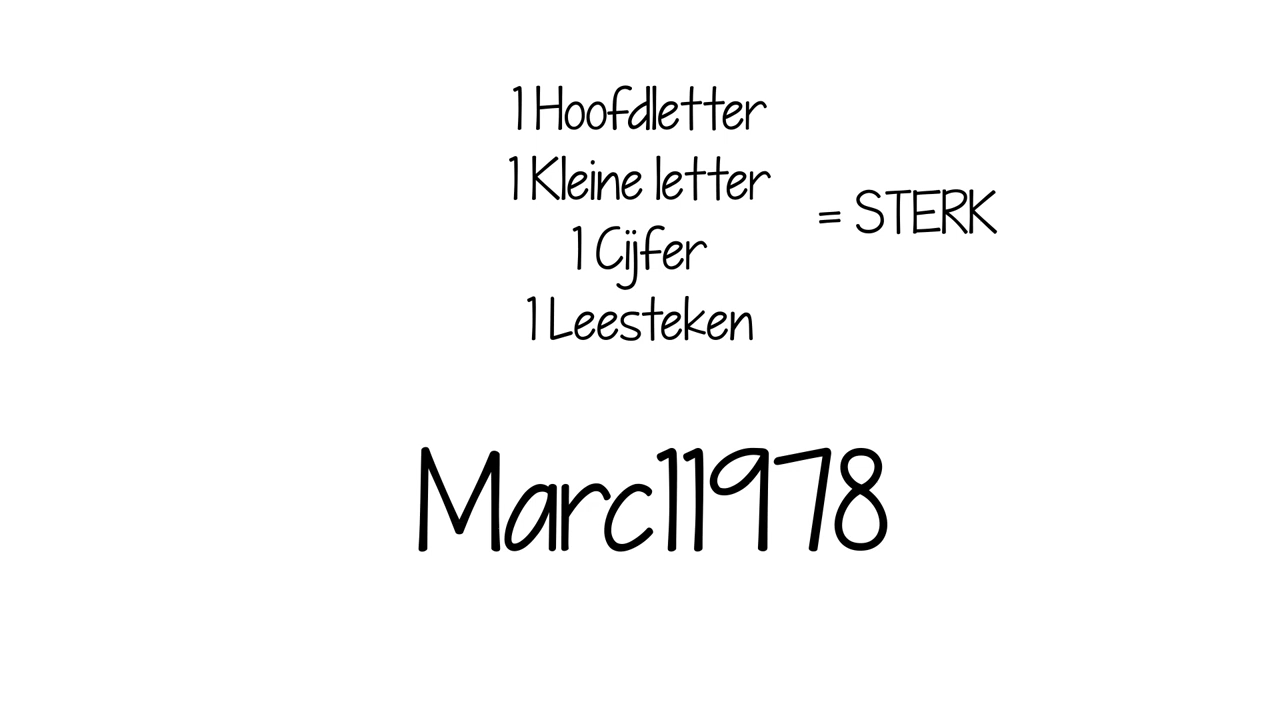 1 Hoofdletter
1 Kleine letter
= STERK
1 Cijfer
1 Leesteken
Marc11978